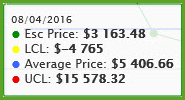 08/04/2016
Esc Price: $3 163.48
LCL: $−4 765
Average Price: $5 406.66
UCL: $15 578.32